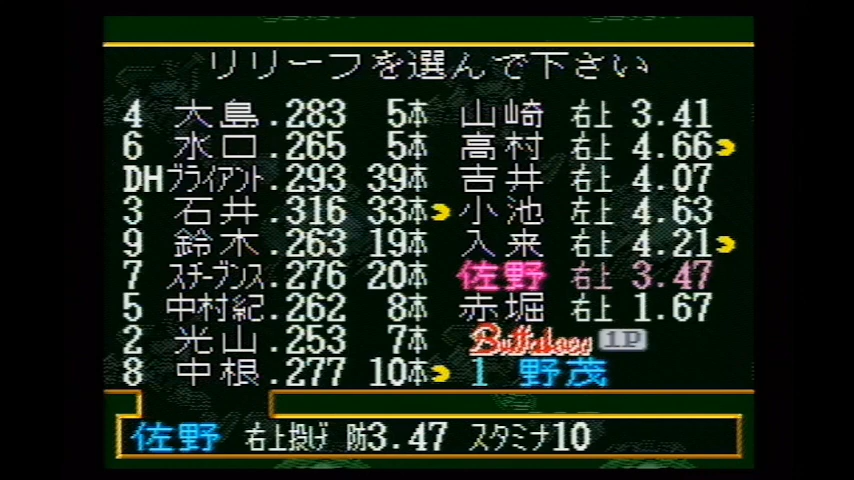 リリーフを選んで下さい
4 大島 .283 5本 山崎 右上 3.41
6 水口 .265 5本 高村 右上 4.66
DH ブライアント .293 39本 吉井 右上 4.07
3 石井 .316 33本 小池 左上 4.63
9 鈴木 .263 19本 入来 右上 4.21
7 スチーブンス .276 20本 佐野 右上 3.47
5 中村紀 .262 8本 赤堀 右上 1.67
2 光山 .253 7本 Buffaloes 1P
8 中根 .277 10本 1 野茂
佐野 右上投げ 防3.47 スタミナ10